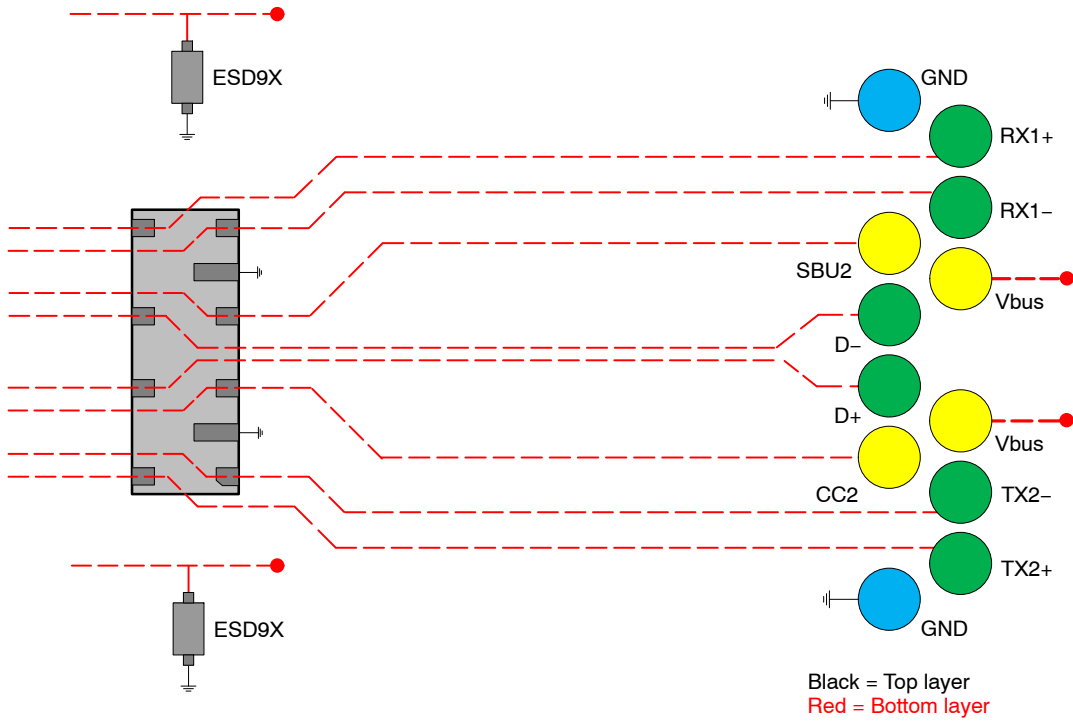 ESD9X
GND
RX1+
RX1−
SBU2
Vbus
D−
D+
Vbus
CC2
TX2−
TX2+
ESD9X
GND
Black = Top layer
Red = Bottom layer